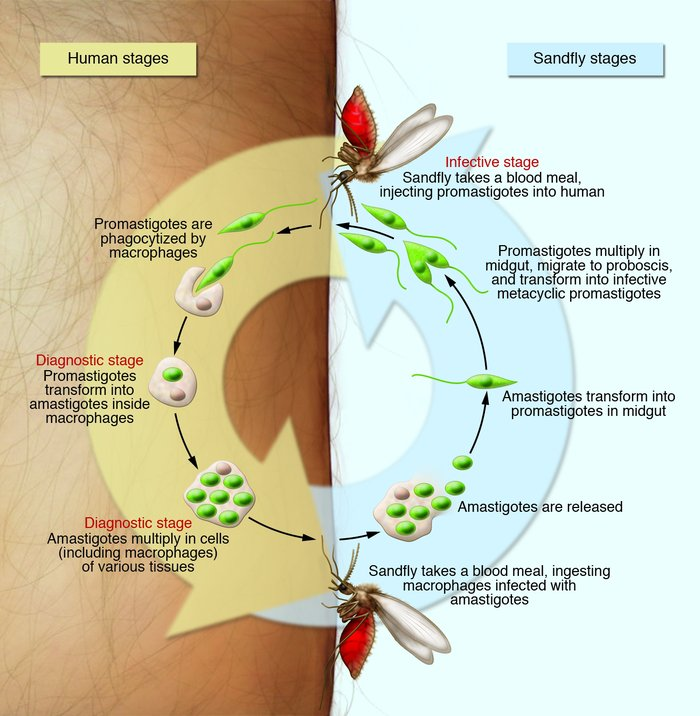 Human stages
Sandfly stages
Infective stage
Sandfly takes a blood meal,
injecting promastigotes into human
Promastigotes are
phagocytized by
macrophages
Promastigotes multiply in
midgut, migrate to proboscis,
and transform into infective
metacyclic promastigotes
Diagnostic stage
Promastigotes
transform into
amastigotes inside
macrophages
Amastigotes transform into
promastigotes in midgut
Amastigotes are released
Diagnostic stage
Amastigotes multiply in cells
(including macrophages)
of various tissues
Sandfly takes a blood meal, ingesting
macrophages infected with
amastigotes